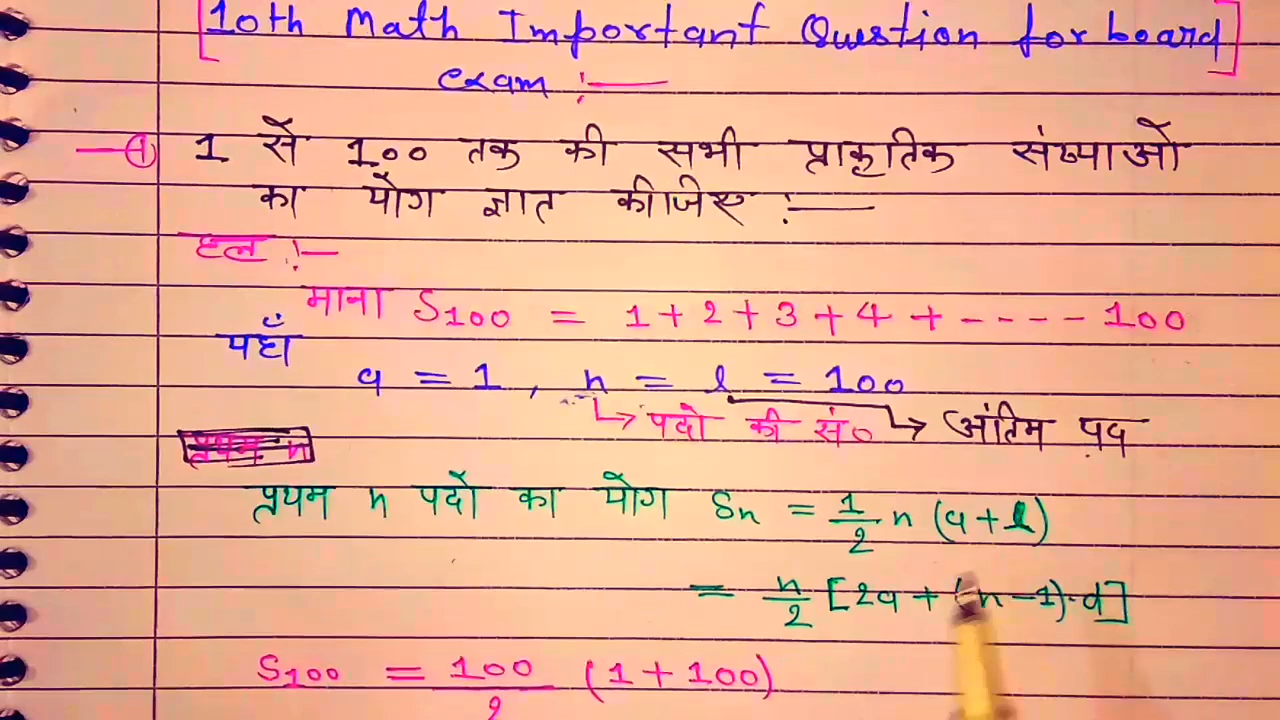 [10th Math Important Question for board]
exam :—
① 1 से 100 तक की सभी प्राकृतिक संख्याओ
का योग ज्ञात कीजिए :—
हल :-
माना S₁₀₀ = 1 + 2 + 3 + 4 + ----- 100
यहाँ
a = 1, n = l = 100
↳ पदो की सं० ↳ अंतिम पद
प्रथम n पदो का योग Sₙ = 1/2 n (a + l)
= n/2 [2a + (n-1).d]
S₁₀₀ = 100/2 (1 + 100)